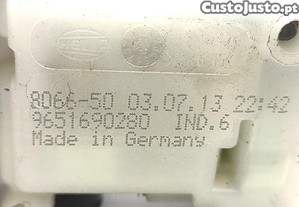 CustoJusto.pt
8066-50 03.07.13 22:42
9651690280 IND.6
Made in Germany